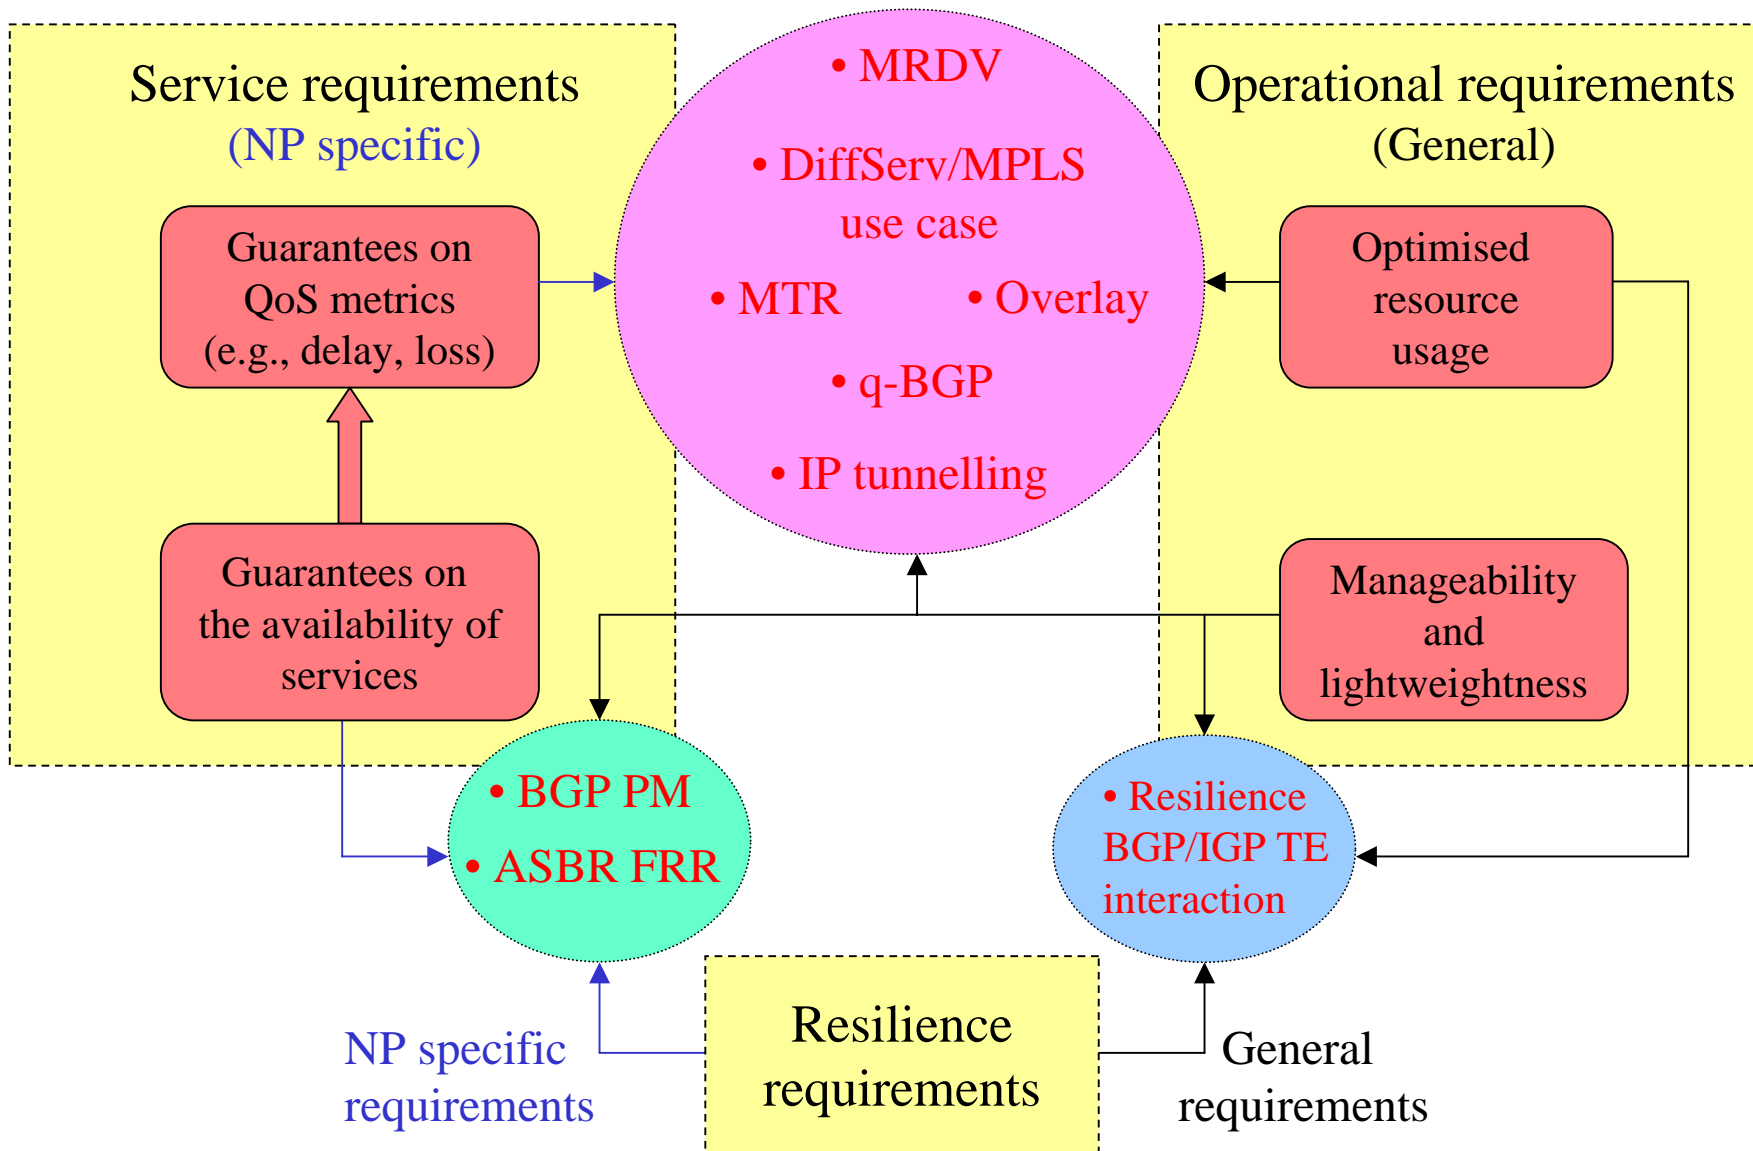 Service requirements
(NP specific)
Guarantees on
QoS metrics
(e.g., delay, loss)
Guarantees on
the availability of
services
• MRDV
• DiffServ/MPLS
use case
• MTR
• Overlay
• q-BGP
• IP tunnelling
Operational requirements
(General)
Optimised
resource
usage
Manageability
and
lightweightness
• BGP PM
• ASBR FRR
• Resilience
BGP/IGP TE
interaction
NP specific
requirements
Resilience
requirements
General
requirements